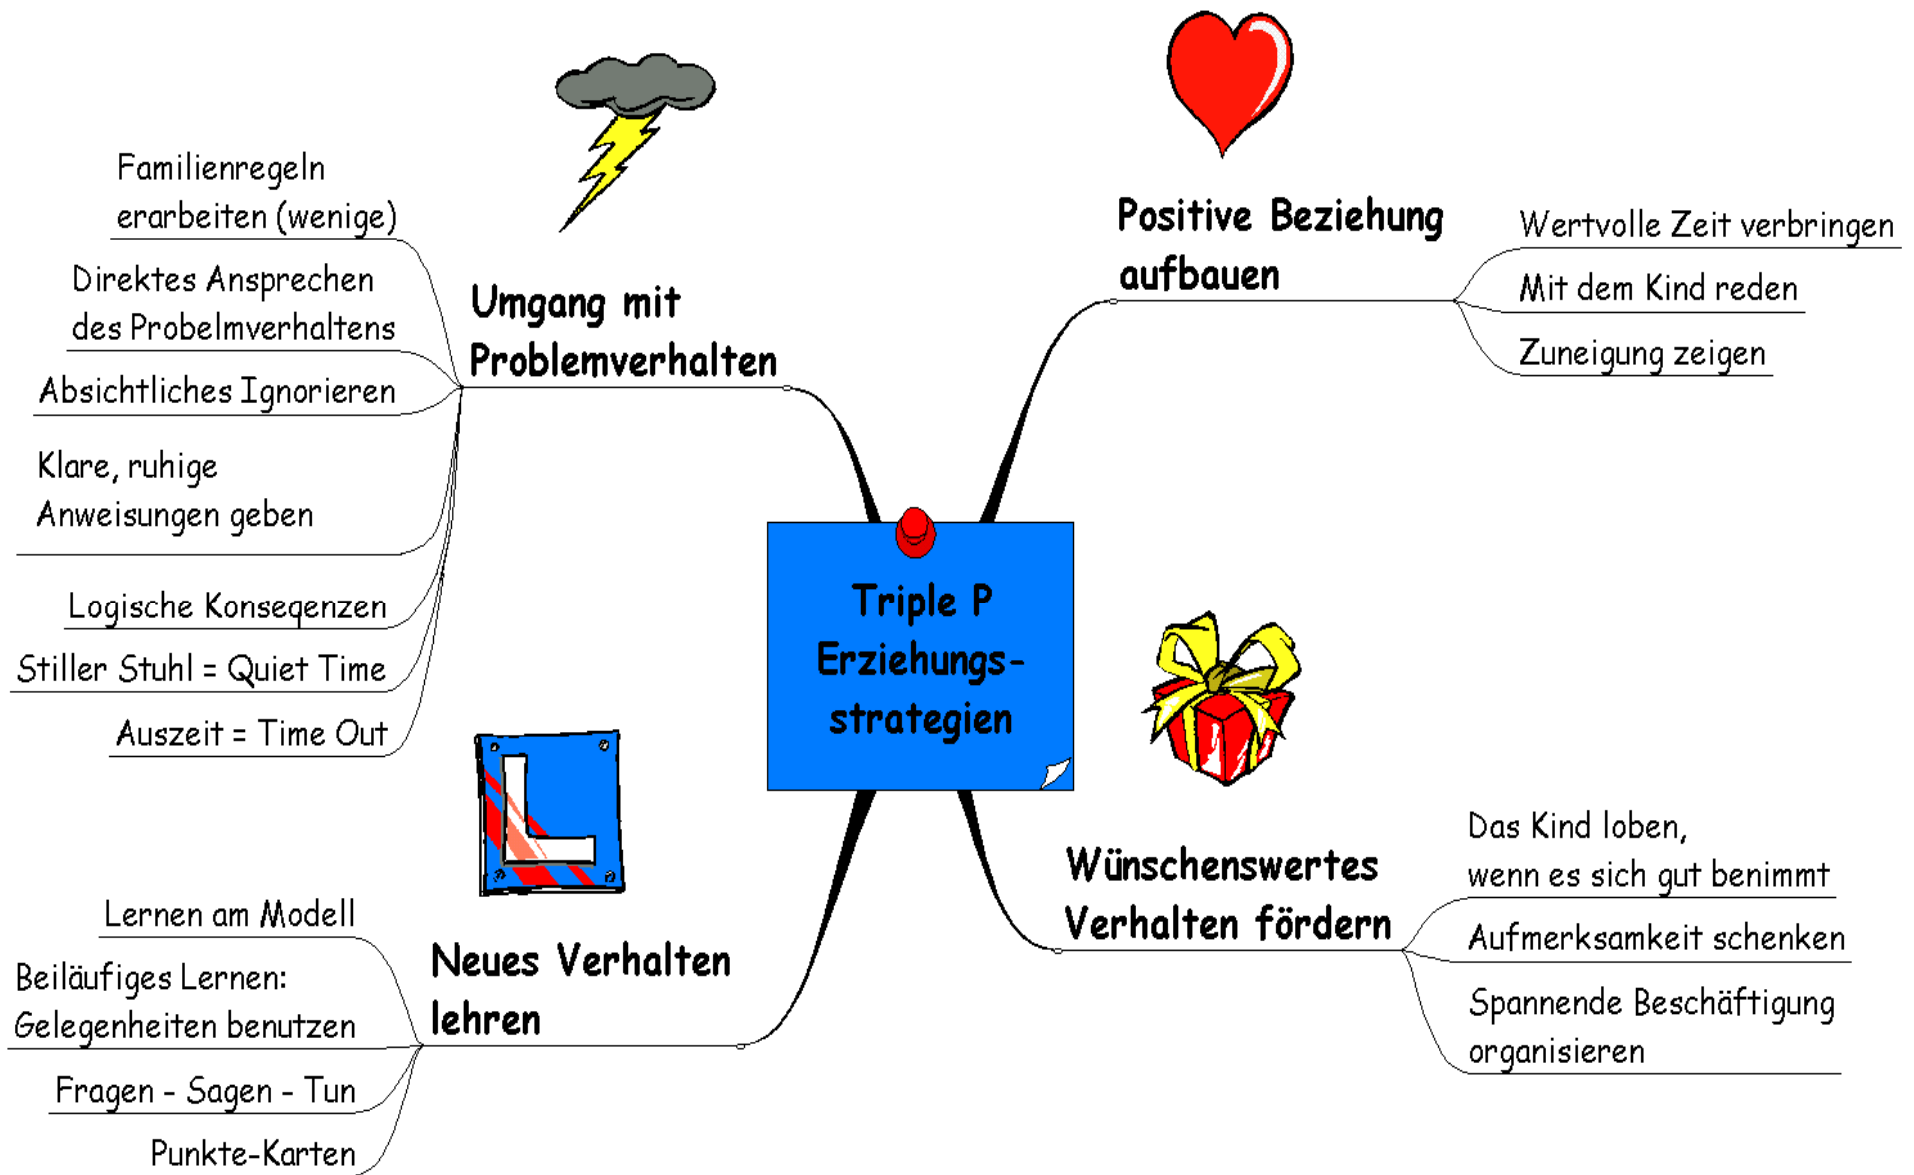 Triple P
Erziehungs-
strategien
Positive Beziehung
aufbauen
Wertvolle Zeit verbringen
Mit dem Kind reden
Zuneigung zeigen
Wünschenswertes
Verhalten fördern
Das Kind loben,
wenn es sich gut benimmt
Aufmerksamkeit schenken
Spannende Beschäftigung
organisieren
Neues Verhalten
lehren
L
Lernen am Modell
Beiläufiges Lernen:
Gelegenheiten benutzen
Fragen - Sagen - Tun
Punkte-Karten
Umgang mit
Problemverhalten
Familienregeln
erarbeiten (wenige)
Direktes Ansprechen
des Probelmverhaltens
Absichtliches Ignorieren
Klare, ruhige
Anweisungen geben
Logische Konseqenzen
Stiller Stuhl = Quiet Time
Auszeit = Time Out